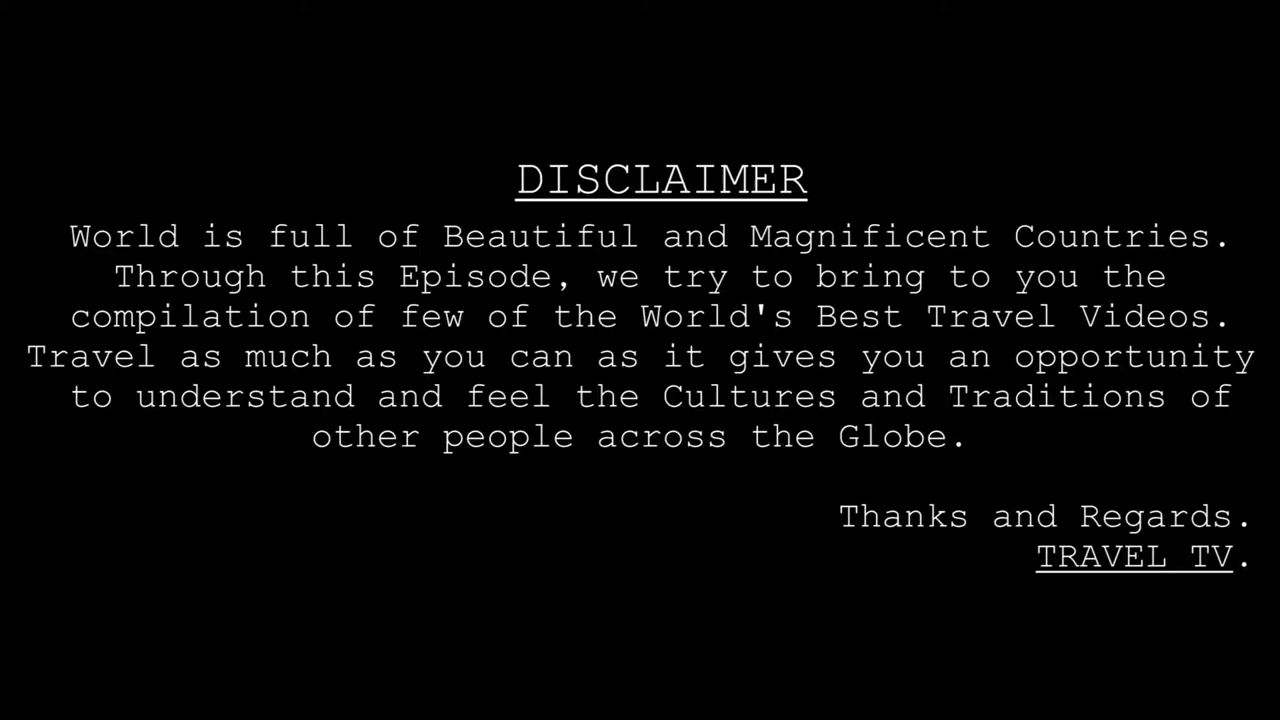 DISCLAIMER
World is full of Beautiful and Magnificent Countries.
Through this Episode, we try to bring to you the
compilation of few of the World's Best Travel Videos.
Travel as much as you can as it gives you an opportunity
to understand and feel the Cultures and Traditions of
other people across the Globe.
Thanks and Regards.
TRAVEL TV.